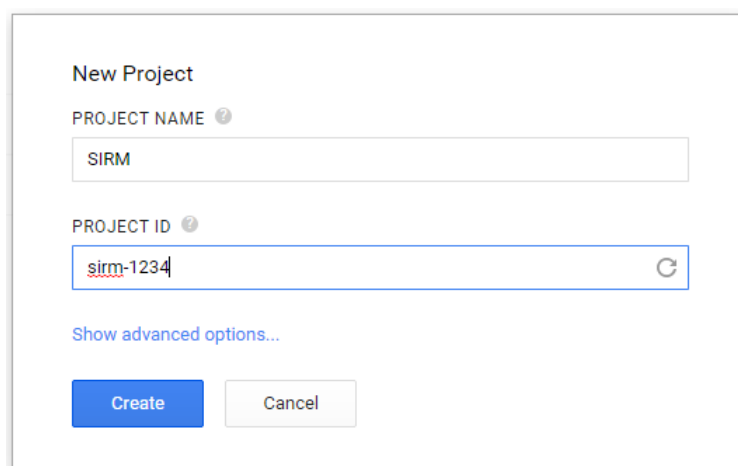 New Project
PROJECT NAME ?
SIRM
PROJECT ID ?
sirm-1234
Show advanced options...
Create Cancel